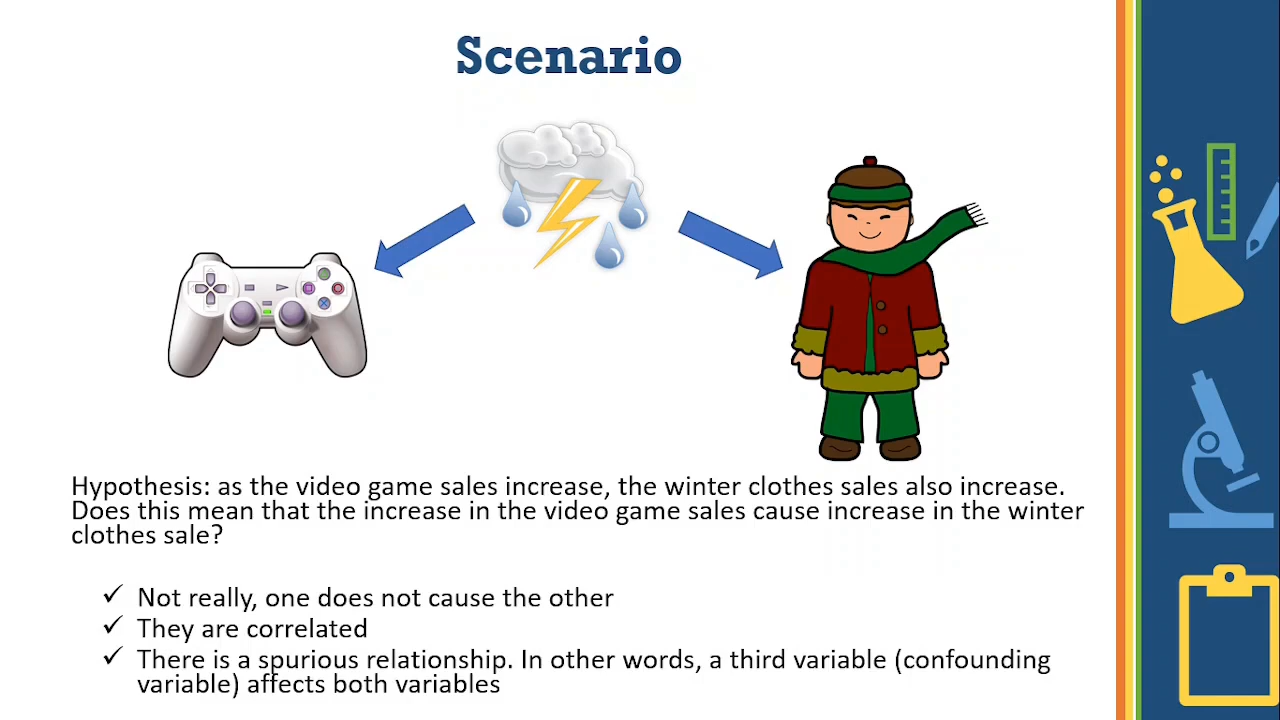 Scenario
Hypothesis: as the video game sales increase, the winter clothes sales also increase.
Does this mean that the increase in the video game sales cause increase in the winter
clothes sale?
✓ Not really, one does not cause the other
✓ They are correlated
✓ There is a spurious relationship. In other words, a third variable (confounding
variable) affects both variables